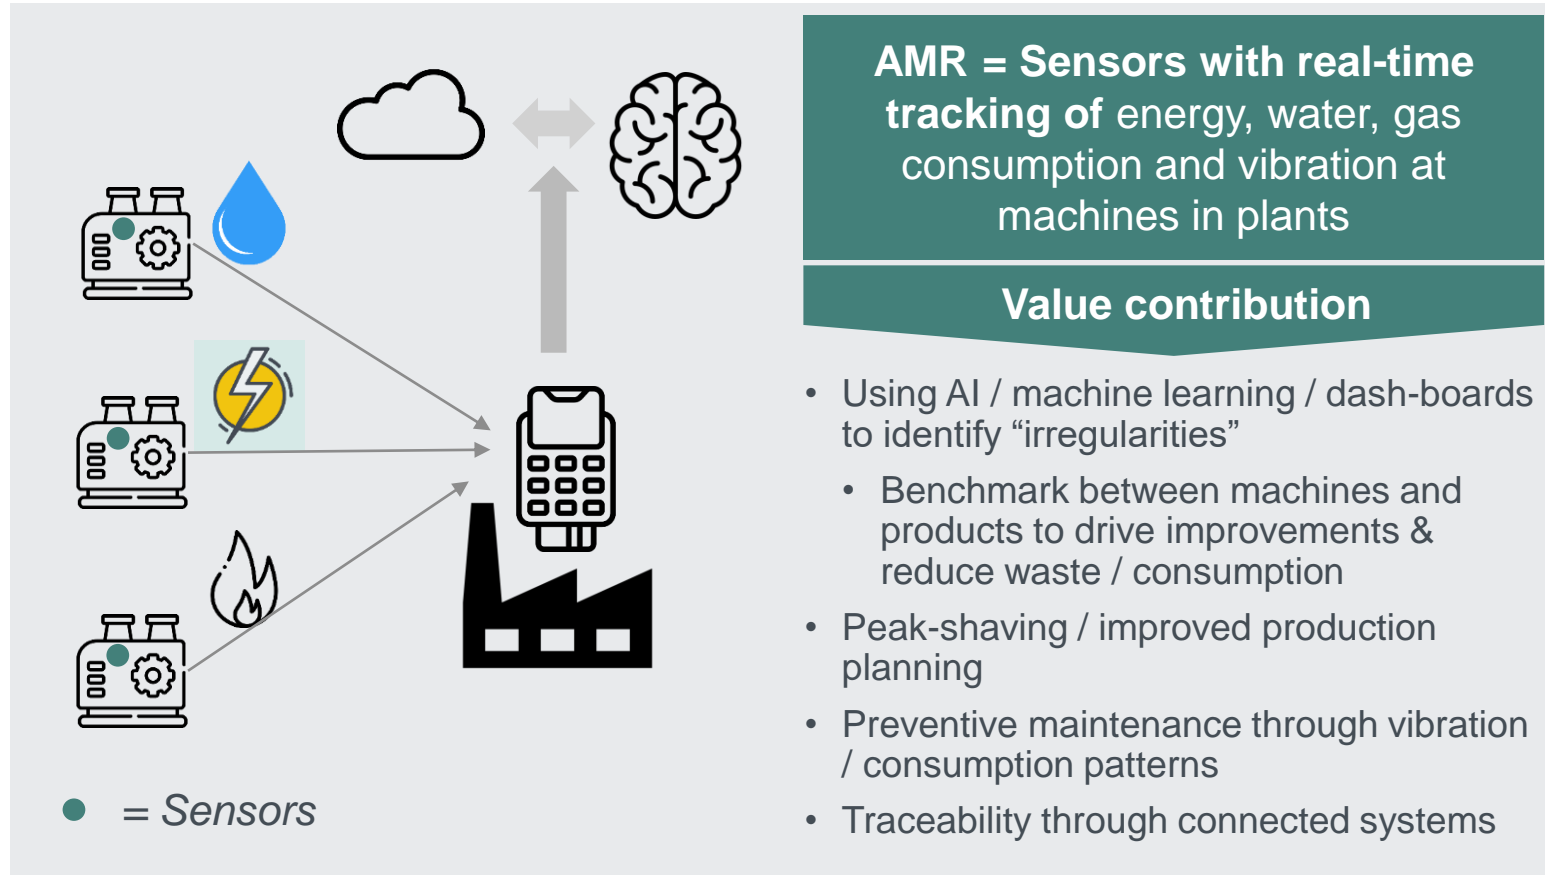 AMR = Sensors with real-time
tracking of energy, water, gas
consumption and vibration at
machines in plants
Value contribution
• Using AI / machine learning / dash-boards
to identify “irregularities”
• Benchmark between machines and
products to drive improvements &
reduce waste / consumption
• Peak-shaving / improved production
planning
• Preventive maintenance through vibration
/ consumption patterns
• Traceability through connected systems
= Sensors